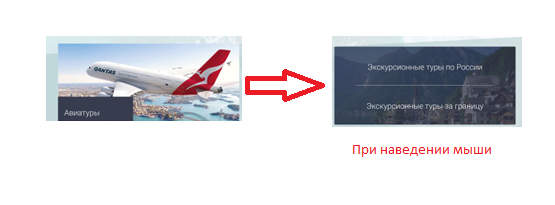 QANTAS
Авиатуры
Экскурсионные туры по России
Экскурсионные туры за границу
При наведении мыши